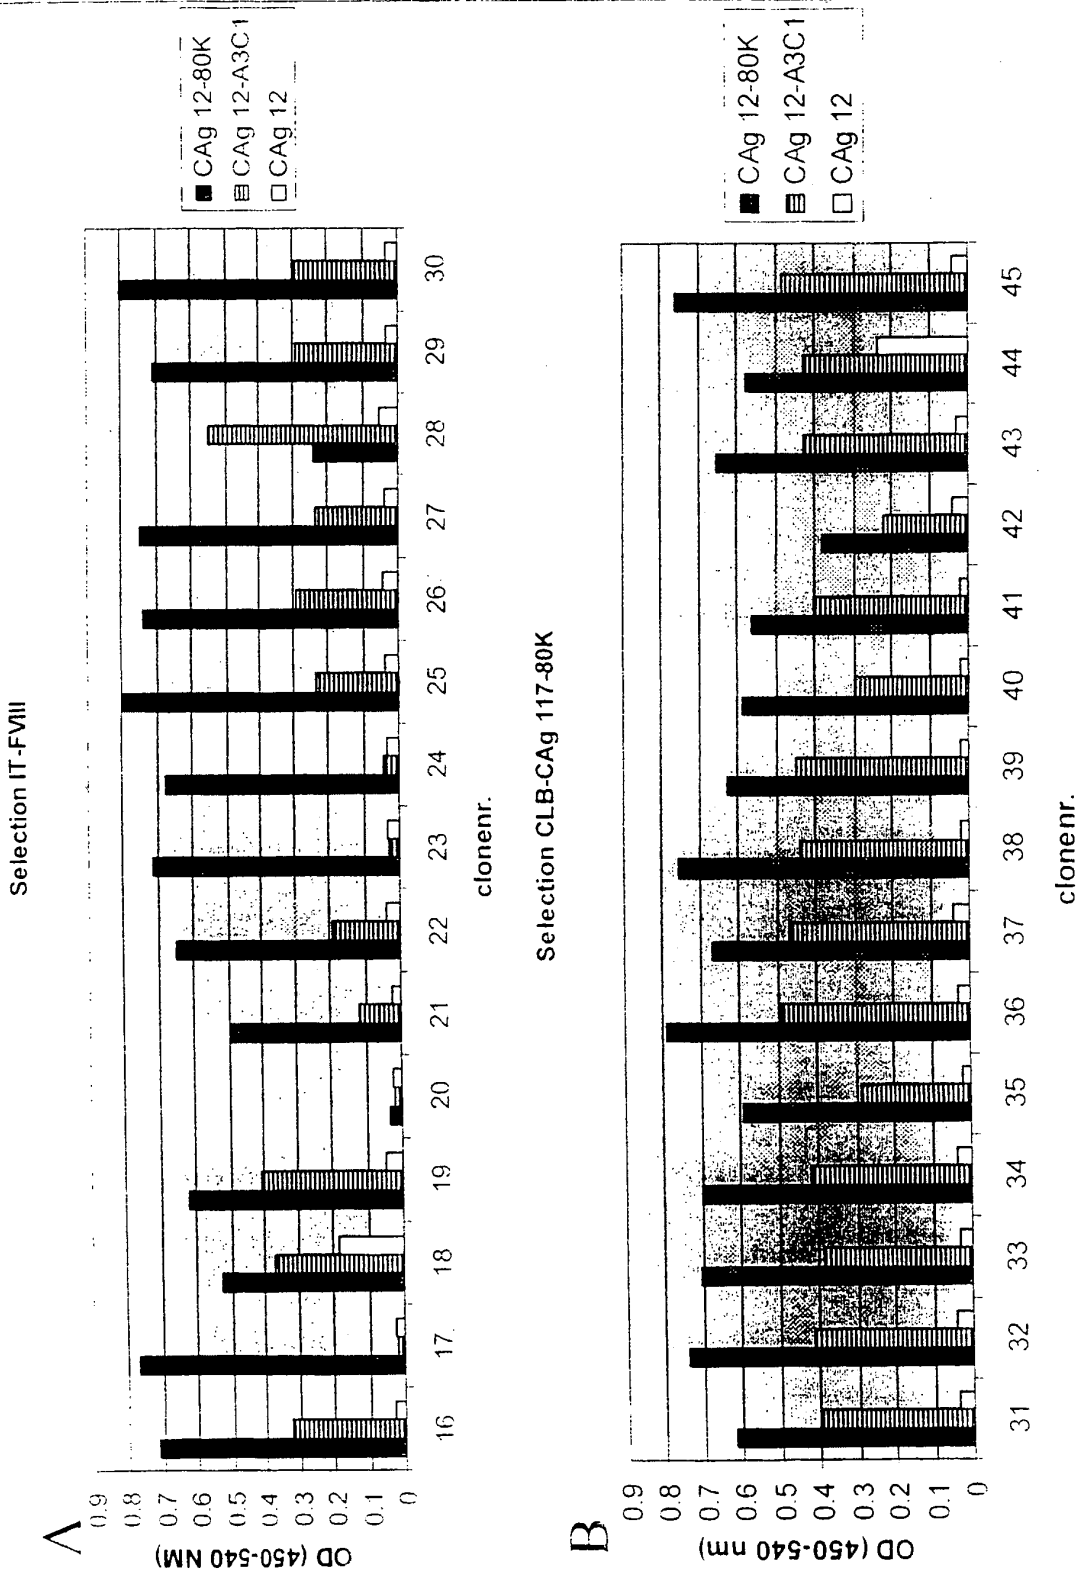 A
Selection IT-FVIII
OD (450-540 NM)
0.9
0.8
0.7
0.6
0.5
0.4
0.3
0.2
0.1
0
16 17 18 19 20 21 22 23 24 25 26 27 28 29 30
clonenr.
CAg 12-80K
CAg 12-A3C1
CAg 12
B
Selection CLB-CAg 117-80K
OD (450-540 nm)
0.9
0.8
0.7
0.6
0.5
0.4
0.3
0.2
0.1
0
31 32 33 34 35 36 37 38 39 40 41 42 43 44 45
clonenr.
CAg 12-80K
CAg 12-A3C1
CAg 12